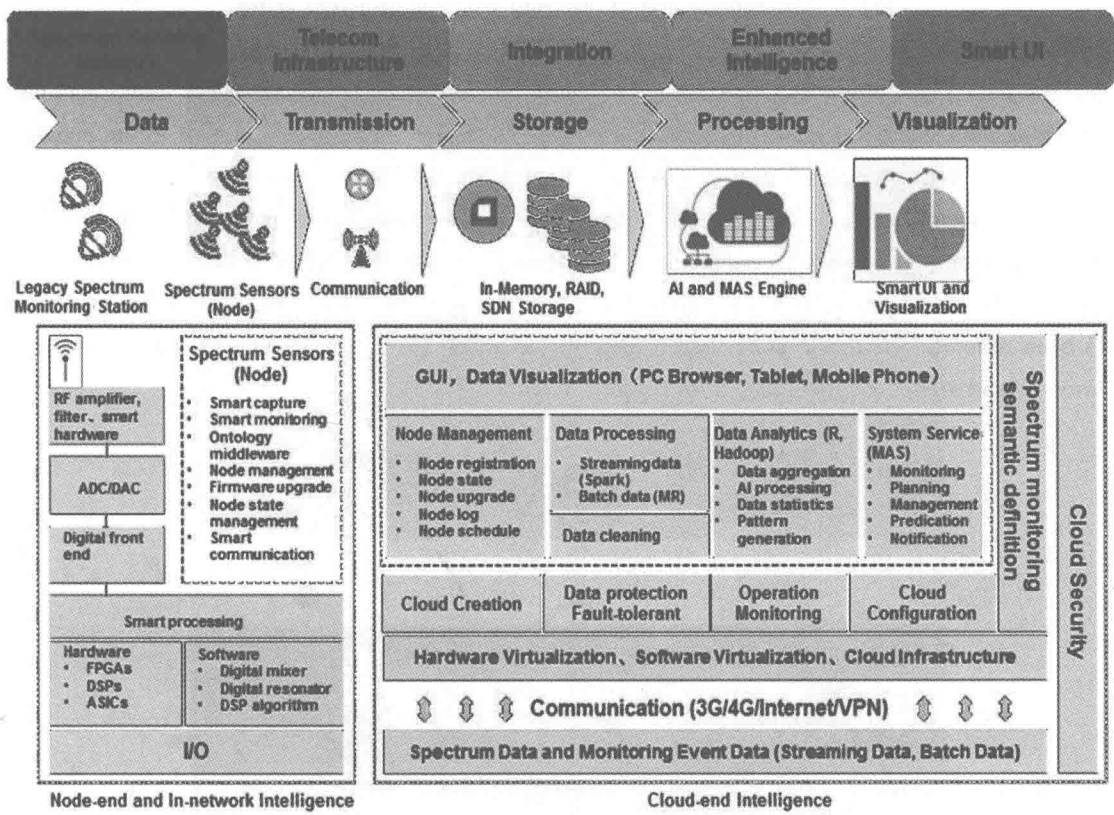 Spectrum Sensing
Network
Telecom
Infrastructure
Integration
Enhanced
Intelligence
Smart UI
Data
Transmission
Storage
Processing
Visualization
Legacy Spectrum
Monitoring Station
Spectrum Sensors
(Node)
Communication
In-Memory, RAID,
SDN Storage
AI and MAS Engine
Smart UI and
Visualization
RF amplifier,
filter、smart
hardware
ADC/DAC
Digital front
end
Spectrum Sensors
(Node)
• Smart capture
• Smart monitoring
• Ontology
middleware
• Node management
• Firmware upgrade
• Node state
management
• Smart
communication
Smart processing
Hardware
• FPGAs
• DSPs
• ASICs
Software
• Digital mixer
• Digital resonator
• DSP algorithm
I/O
Node-end and In-network Intelligence
GUI，Data Visualization（PC Browser, Tablet, Mobile Phone）
Node Management
• Node registration
• Node state
• Node upgrade
• Node log
• Node schedule
Data Processing
• Streaming data
(Spark)
• Batch data (MR)
Data cleaning
Data Analytics (R,
Hadoop)
• Data aggregation
• AI processing
• Data statistics
• Pattern
generation
System Service
(MAS)
• Monitoring
• Planning
• Management
• Predication
• Notification
Cloud Creation
Data protection
Fault-tolerant
Operation
Monitoring
Cloud
Configuration
Spectrum monitoring
semantic definition
Cloud Security
Hardware Virtualization、Software Virtualization、Cloud Infrastructure
Communication (3G/4G/Internet/VPN)
Spectrum Data and Monitoring Event Data (Streaming Data, Batch Data)
Cloud-end Intelligence